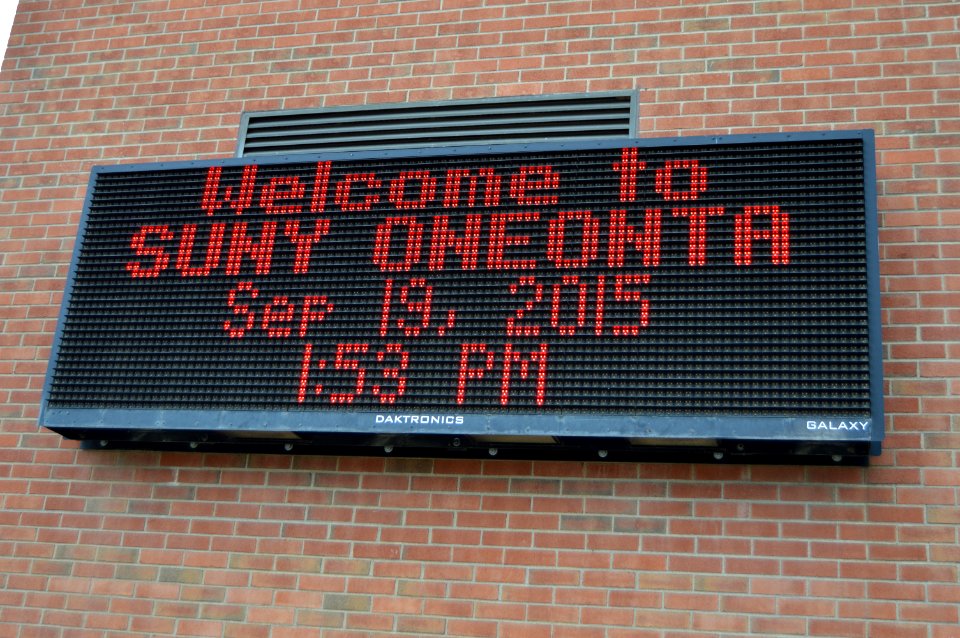 Welcome to
SUNY ONEONTA
Sep 19, 2015
1:53 PM
DAKTRONICS
GALAXY